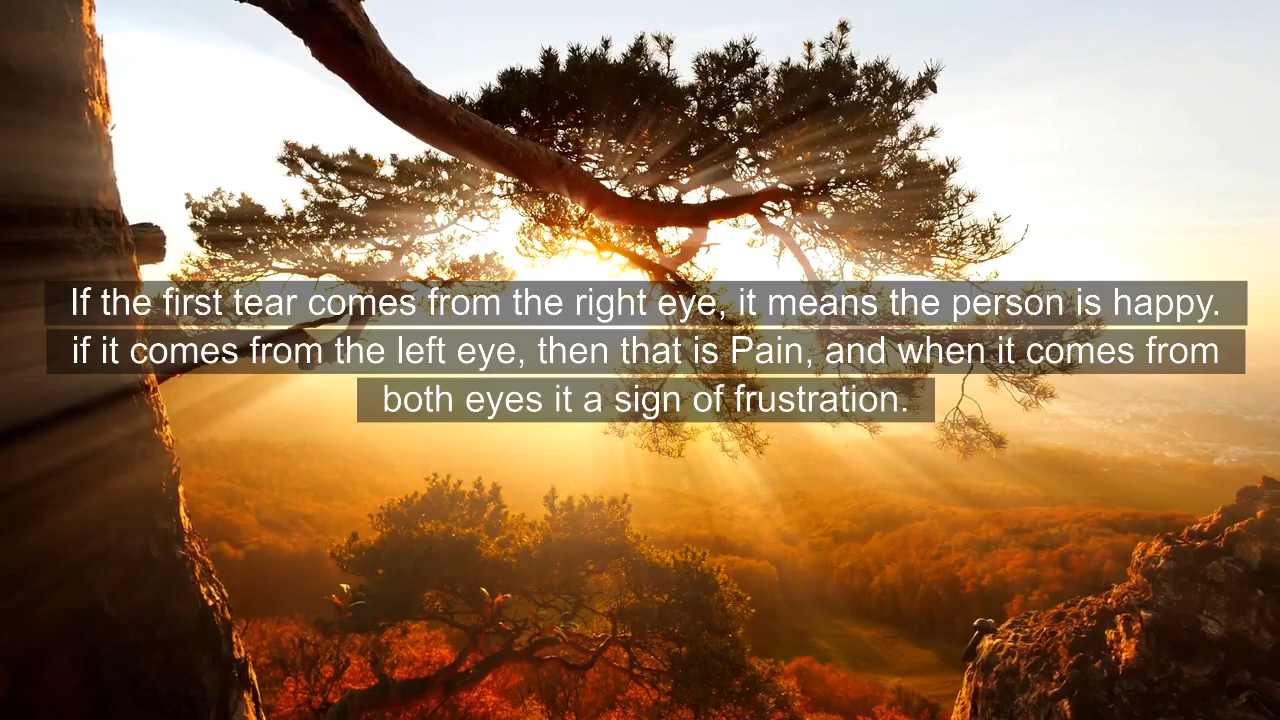 If the first tear comes from the right eye, it means the person is happy.
if it comes from the left eye, then that is Pain, and when it comes from
both eyes it a sign of frustration.